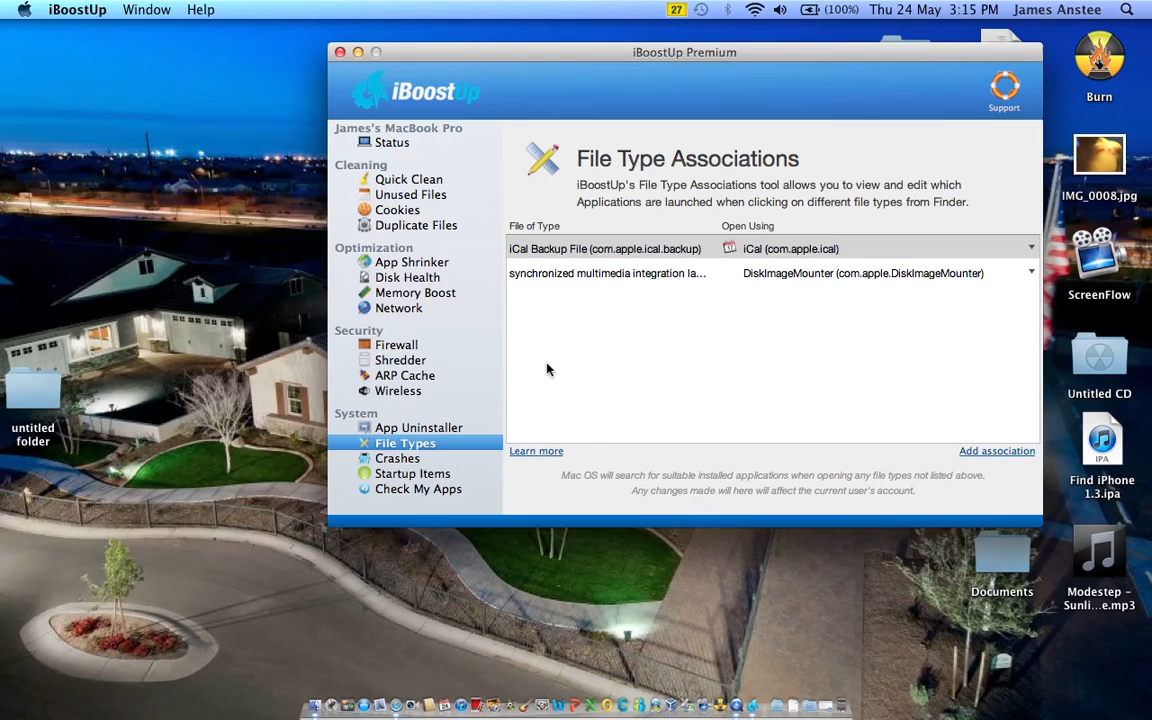 iBoostUp Window Help
27 (100%) Thu 24 May 3:15 PM James Anstee
iBoostUp Premium
iBoostUp
Support
James's MacBook Pro
Status
Cleaning
Quick Clean
Unused Files
Cookies
Duplicate Files
Optimization
App Shrinker
Disk Health
Memory Boost
Network
Security
Firewall
Shredder
ARP Cache
Wireless
System
App Uninstaller
File Types
Crashes
Startup Items
Check My Apps
File Type Associations
iBoostUp's File Type Associations tool allows you to view and edit which
Applications are launched when clicking on different file types from Finder.
File of Type Open Using
iCal Backup File (com.apple.ical.backup) iCal (com.apple.ical)
synchronized multimedia integration la... DiskImageMounter (com.apple.DiskImageMounter)
Learn more Add association
Mac OS will search for suitable installed applications when opening any file types not listed above.
Any changes made will here will affect the current user's account.
untitled
folder
Burn
IMG_0008.jpg
ScreenFlow
Untitled CD
IPA
Find iPhone
1.3.ipa
Documents
Modestep -
Sunli...e.mp3